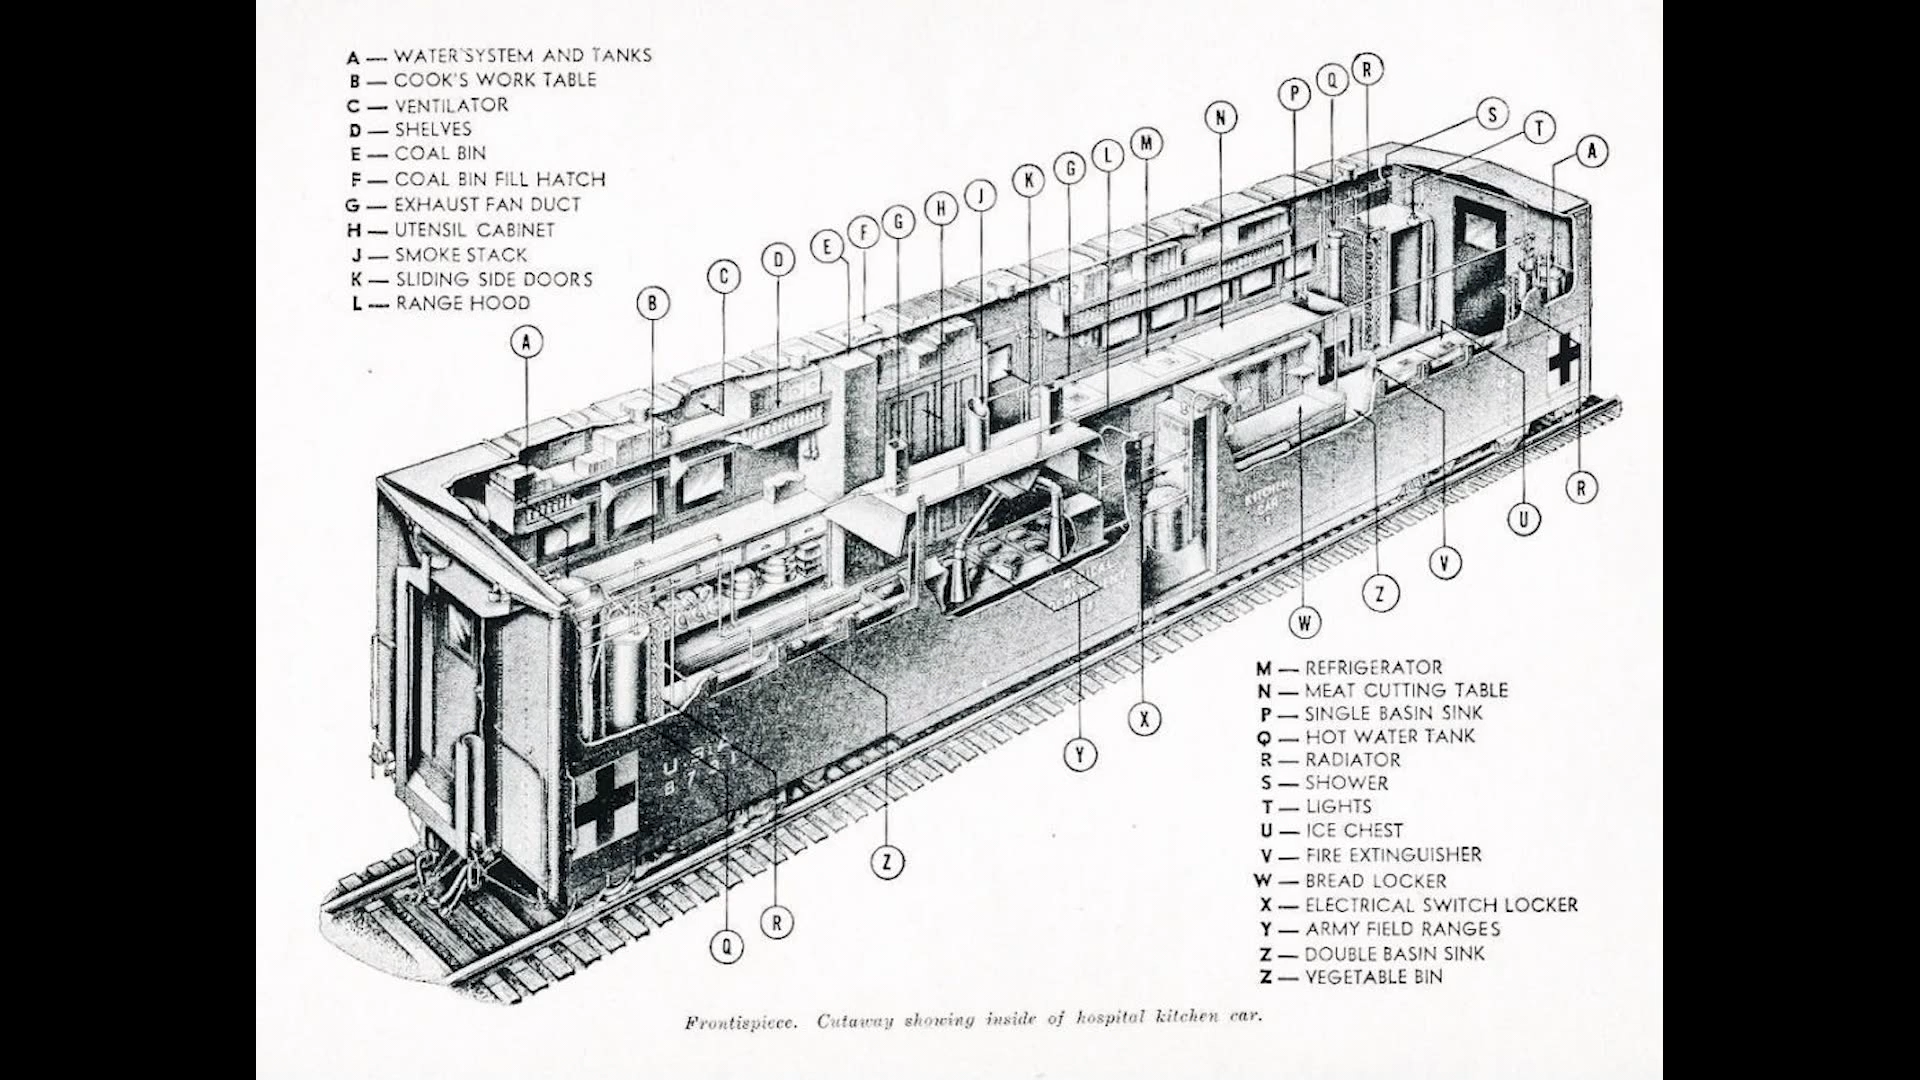 A — WATER SYSTEM AND TANKS
B — COOK'S WORK TABLE
C — VENTILATOR
D — SHELVES
E — COAL BIN
F — COAL BIN FILL HATCH
G — EXHAUST FAN DUCT
H — UTENSIL CABINET
J — SMOKE STACK
K — SLIDING SIDE DOORS
L — RANGE HOOD
A
B
C
D
E
F
G
H
J
K
G
L
M
N
P
Q
R
S
T
A
KITCHEN
CAR
MEDICAL
R
U
V
Z
W
X
Y
Z
R
Q
M — REFRIGERATOR
N — MEAT CUTTING TABLE
P — SINGLE BASIN SINK
Q — HOT WATER TANK
R — RADIATOR
S — SHOWER
T — LIGHTS
U — ICE CHEST
V — FIRE EXTINGUISHER
W — BREAD LOCKER
X — ELECTRICAL SWITCH LOCKER
Y — ARMY FIELD RANGES
Z — DOUBLE BASIN SINK
Z — VEGETABLE BIN
Frontispiece. Cutaway showing inside of hospital kitchen car.